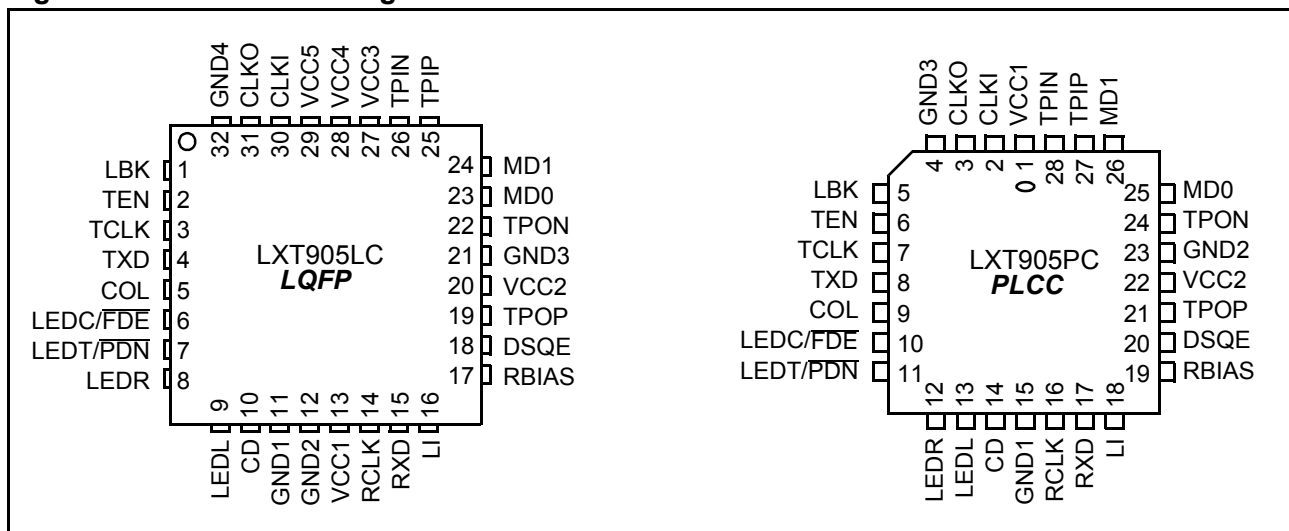 GND4
CLKO
CLKI
VCC5
VCC4
VCC3
TPIN
TPIP
32
31
30
29
28
27
26
25
LBK 1
TEN 2
TCLK 3
TXD 4
COL 5
LEDC/FDE 6
LEDT/PDN 7
LEDR 8
LXT905LC
LQFP
24 MD1
23 MD0
22 TPON
21 GND3
20 VCC2
19 TPOP
18 DSQE
17 RBIAS
9
10
11
12
13
14
15
16
LEDL
CD
GND1
GND2
VCC1
RCLK
RXD
LI
GND3
CLKO
CLKI
VCC1
TPIN
TPIP
MD1
4
3
2
1
28
27
26
LBK 5
TEN 6
TCLK 7
TXD 8
COL 9
LEDC/FDE 10
LEDT/PDN 11
LXT905PC
PLCC
25 MD0
24 TPON
23 GND2
22 VCC2
21 TPOP
20 DSQE
19 RBIAS
12
13
14
15
16
17
18
LEDR
LEDL
CD
GND1
RCLK
RXD
LI